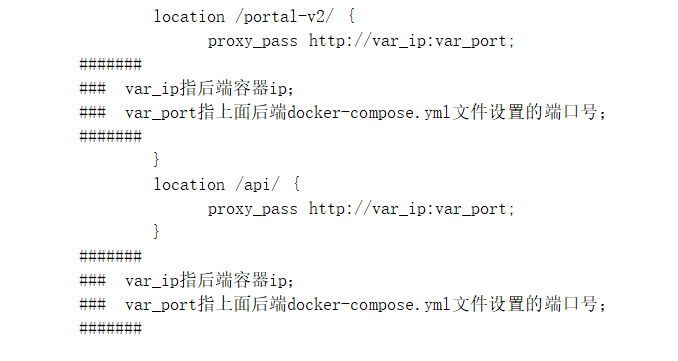 location /portal-v2/ {
proxy_pass http://var_ip:var_port;
#######
### var_ip指后端容器ip;
### var_port指上面后端docker-compose.yml文件设置的端口号;
#######
}
location /api/ {
proxy_pass http://var_ip:var_port;
}
#######
### var_ip指后端容器ip;
### var_port指上面后端docker-compose.yml文件设置的端口号;
#######